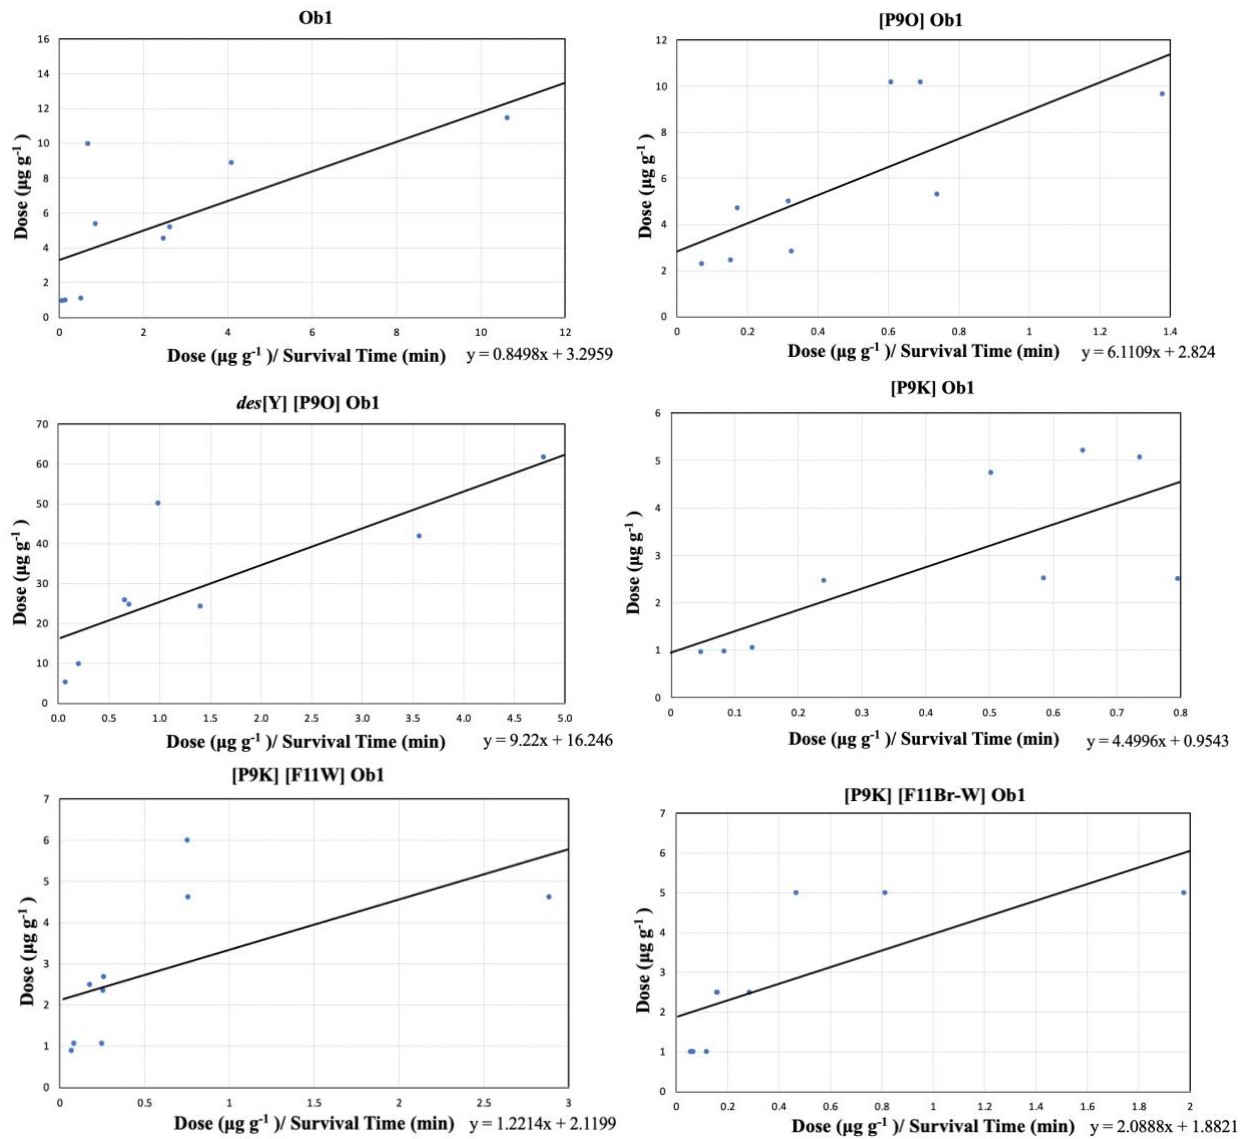 Ob1
16
14
12
10
8
6
4
2
0
0 2 4 6 8 10 12
Dose (µg g⁻¹ )
Dose (µg g⁻¹ )/ Survival Time (min) y = 0.8498x + 3.2959
[P9O] Ob1
12
10
8
6
4
2
0
0 0.2 0.4 0.6 0.8 1 1.2 1.4
Dose (µg g⁻¹ )
Dose (µg g⁻¹ )/ Survival Time (min) y = 6.1109x + 2.824
des[Y] [P9O] Ob1
70
60
50
40
30
20
10
0
0.0 0.5 1.0 1.5 2.0 2.5 3.0 3.5 4.0 4.5 5.0
Dose (µg g⁻¹ )
Dose (µg g⁻¹ )/ Survival Time (min) y = 9.22x + 16.246
[P9K] Ob1
6
5
4
3
2
1
0
0 0.1 0.2 0.3 0.4 0.5 0.6 0.7 0.8
Dose (µg g⁻¹ )
Dose (µg g⁻¹ )/ Survival Time (min) y = 4.4996x + 0.9543
[P9K] [F11W] Ob1
7
6
5
4
3
2
1
0
0 0.5 1 1.5 2 2.5 3
Dose (µg g⁻¹ )
Dose (µg g⁻¹ )/ Survival Time (min) y = 1.2214x + 2.1199
[P9K] [F11Br-W] Ob1
7
6
5
4
3
2
1
0
0 0.2 0.4 0.6 0.8 1 1.2 1.4 1.6 1.8 2
Dose (µg g⁻¹ )
Dose (µg g⁻¹ )/ Survival Time (min) y = 2.0888x + 1.8821